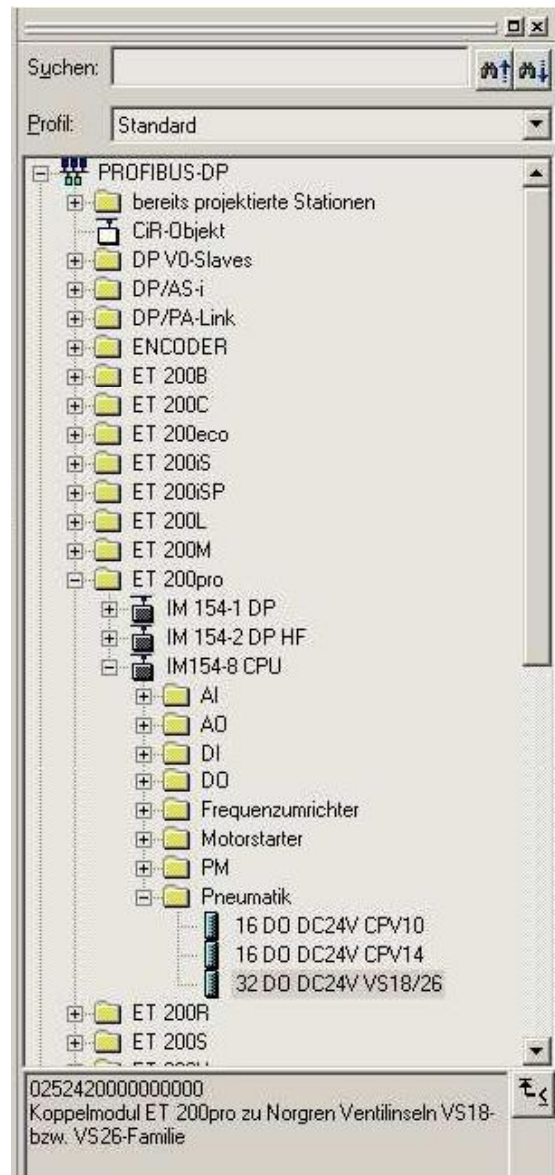 Suchen:
Profil: Standard
PROFIBUS-DP
bereits projektierte Stationen
CiR-Objekt
DP V0-Slaves
DP/AS-i
DP/PA-Link
ENCODER
ET 200B
ET 200C
ET 200eco
ET 200iS
ET 200iSP
ET 200L
ET 200M
ET 200pro
IM 154-1 DP
IM 154-2 DP HF
IM154-8 CPU
AI
AO
DI
DO
Frequenzumrichter
Motorstarter
PM
Pneumatik
16 DO DC24V CPV10
16 DO DC24V CPV14
32 DO DC24V VS18/26
ET 200R
ET 200S
0252420000000000
Koppelmodul ET 200pro zu Norgren Ventilinseln VS18-
bzw. VS26-Familie